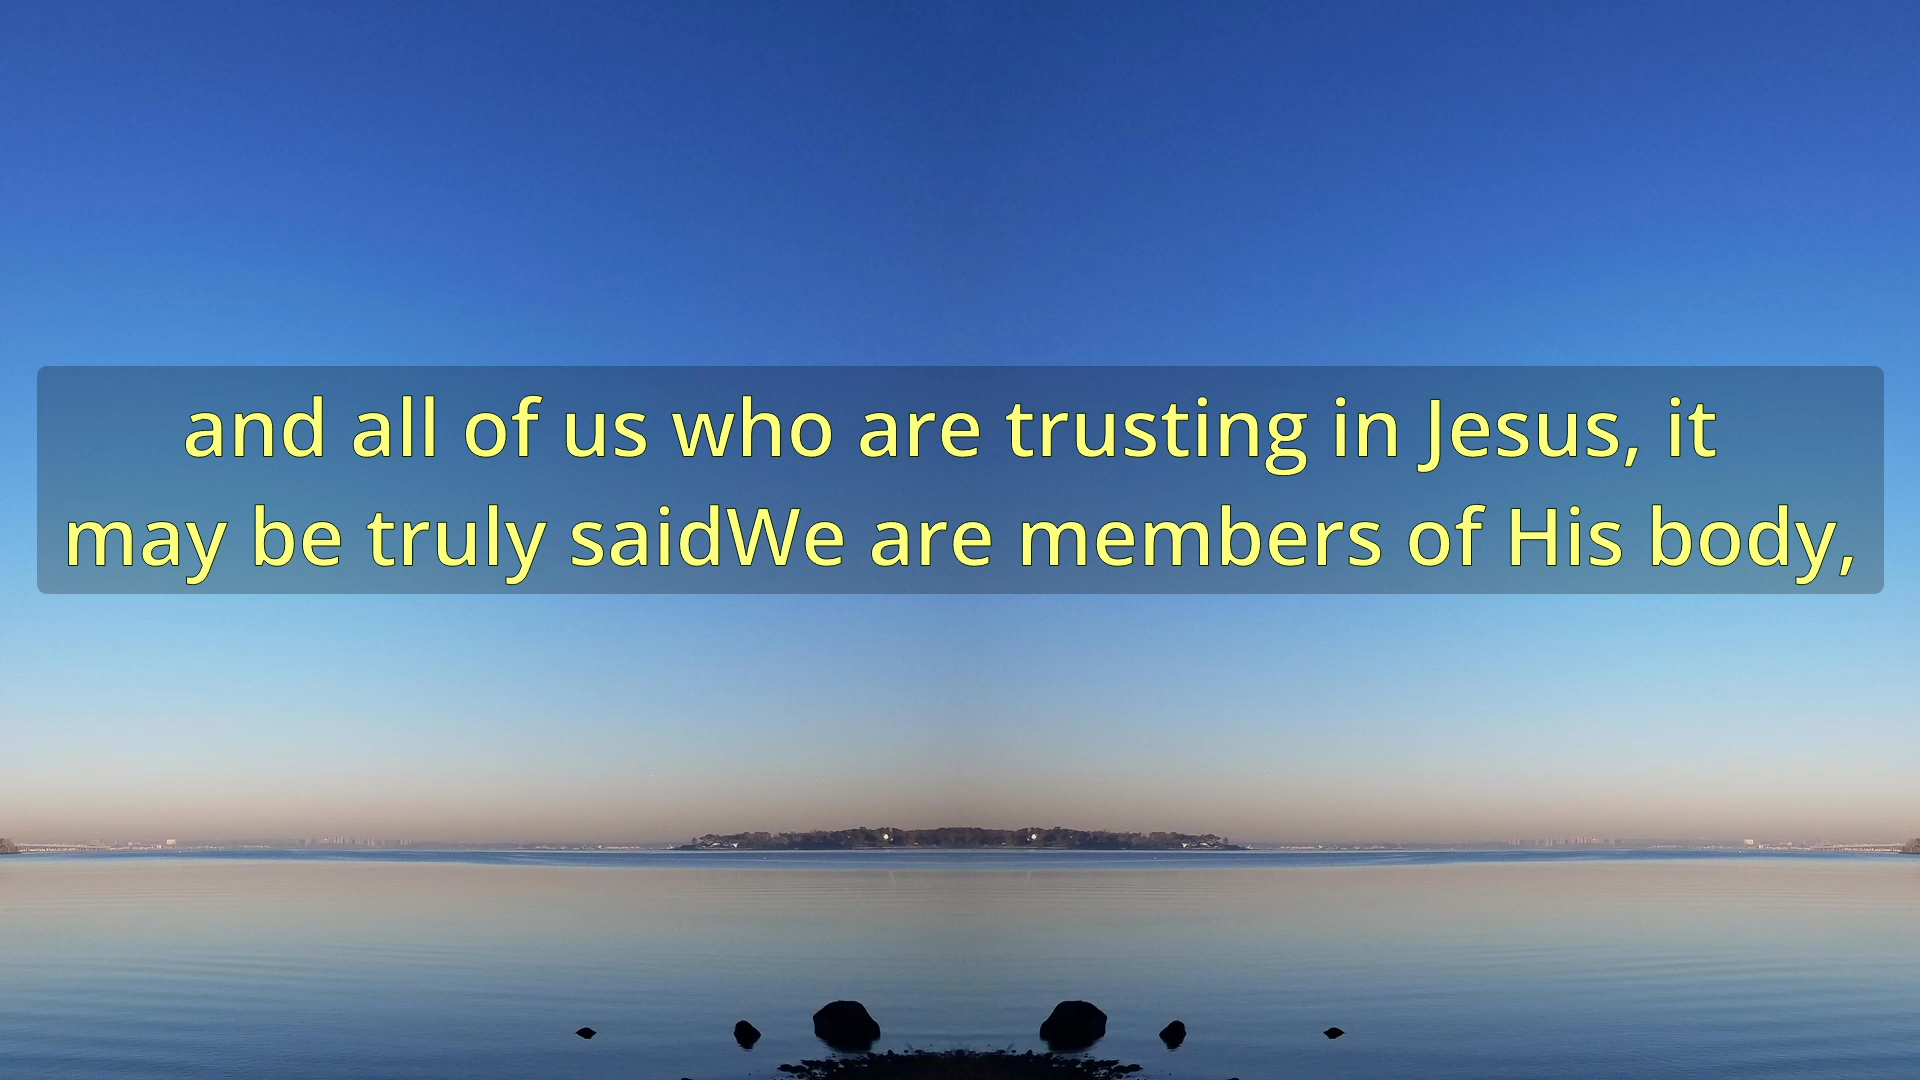 and all of us who are trusting in Jesus, it
may be truly saidWe are members of His body,